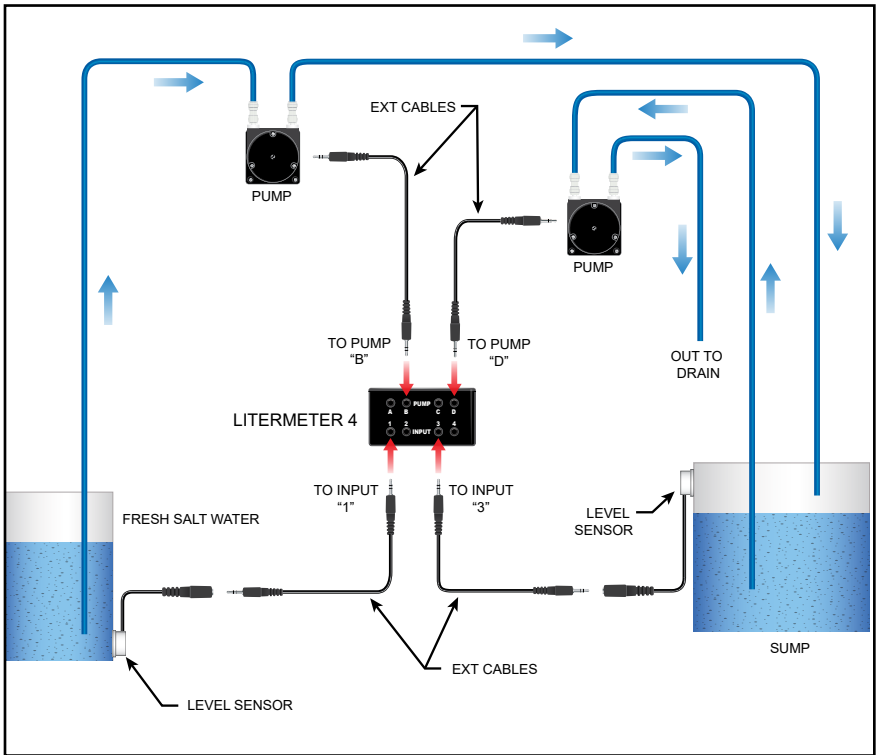 EXT CABLES
PUMP
PUMP
TO PUMP
“B”
TO PUMP
“D”
OUT TO
DRAIN
LITERMETER 4
A B PUMP C D
1 2 INPUT 3 4
TO INPUT
“1”
TO INPUT
“3”
LEVEL
SENSOR
FRESH SALT WATER
SUMP
EXT CABLES
LEVEL SENSOR